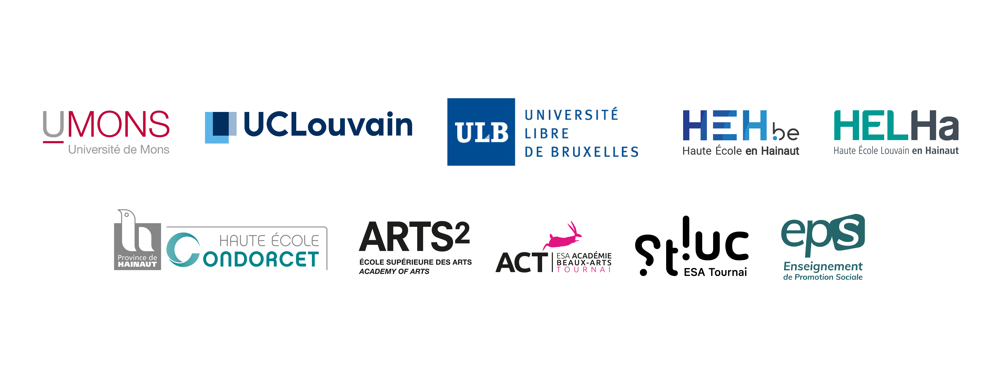 UMONS
Université de Mons
UCLouvain
ULB
UNIVERSITÉ
LIBRE
DE BRUXELLES
HEH.be
Haute École en Hainaut
HELHa
Haute École Louvain en Hainaut
Province de
HAINAUT
HAUTE ÉCOLE
CONDORCET
ARTS²
ÉCOLE SUPÉRIEURE DES ARTS
ACADEMY OF ARTS
ACT
ESA ACADÉMIE
BEAUX-ARTS
TOURNAI
St!uc
ESA Tournai
eps
Enseignement
de Promotion Sociale